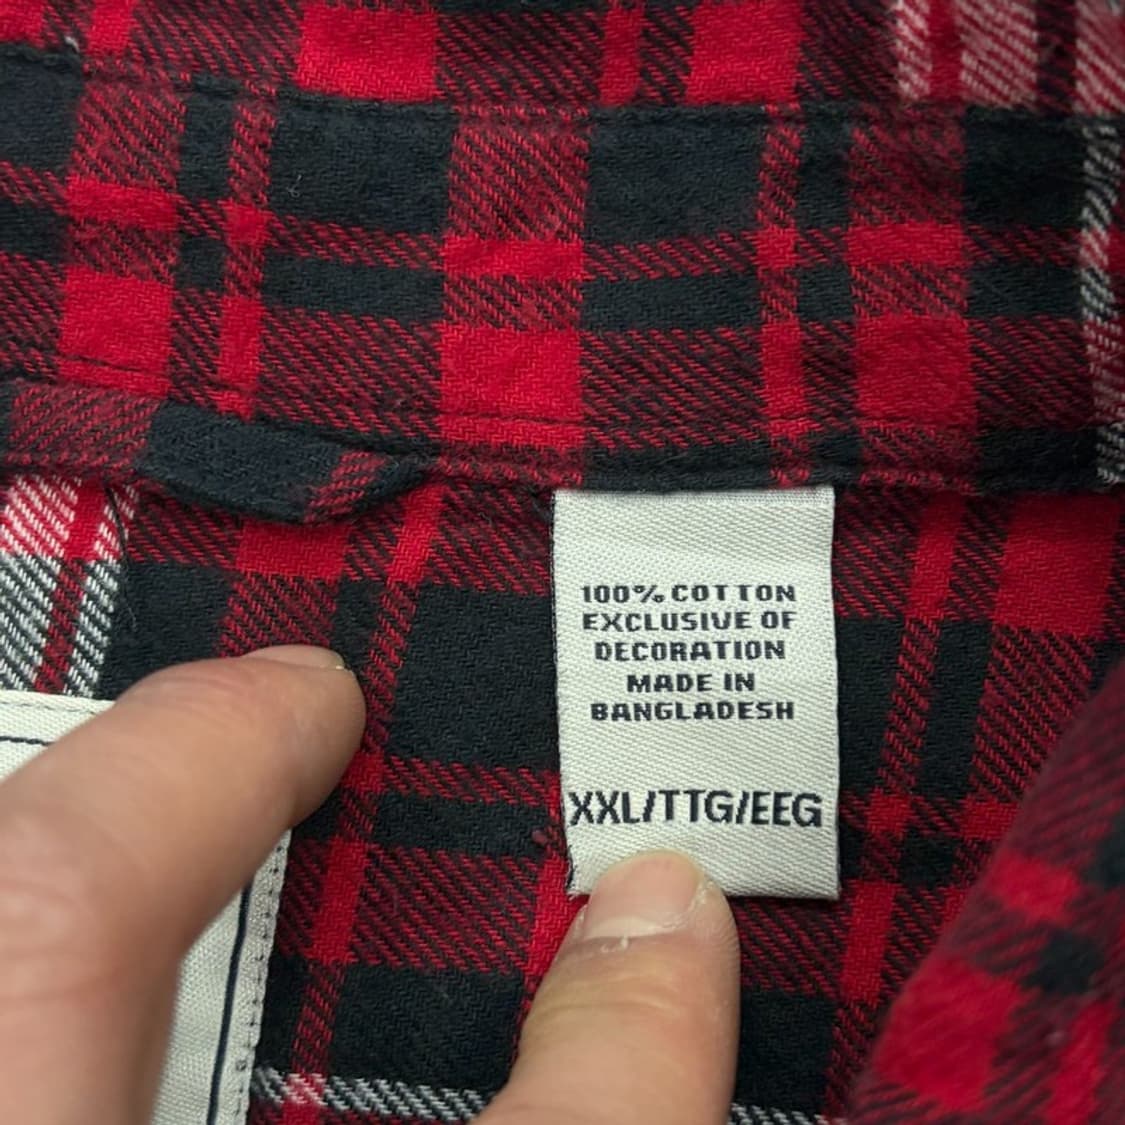 100% COTTON
EXCLUSIVE OF
DECORATION
MADE IN
BANGLADESH
XXL/TTG/EEG